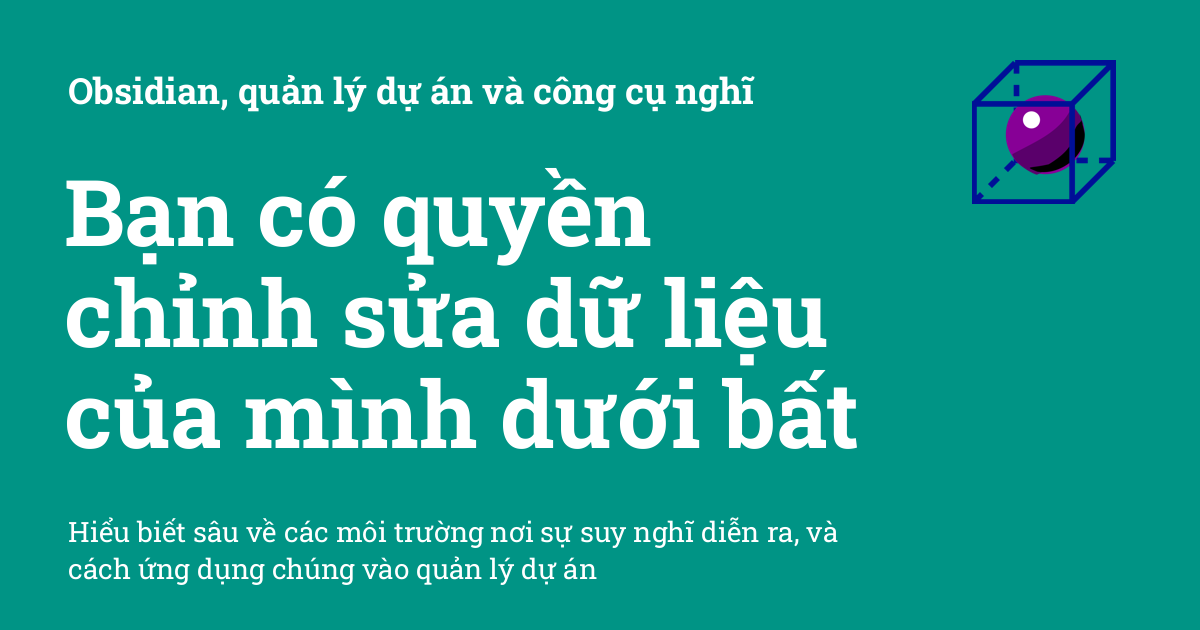 Obsidian, quản lý dự án và công cụ nghĩ
Bạn có quyền
chỉnh sửa dữ liệu
của mình dưới bất
Hiểu biết sâu về các môi trường nơi sự suy nghĩ diễn ra, và
cách ứng dụng chúng vào quản lý dự án